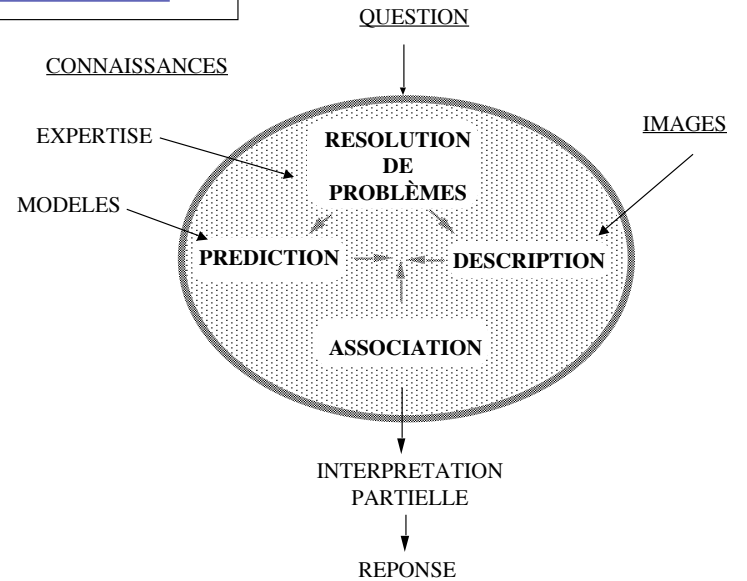 QUESTION
CONNAISSANCES
IMAGES
EXPERTISE
RESOLUTION
DE
PROBLÈMES
MODELES
PREDICTION
DESCRIPTION
ASSOCIATION
INTERPRETATION
PARTIELLE
REPONSE